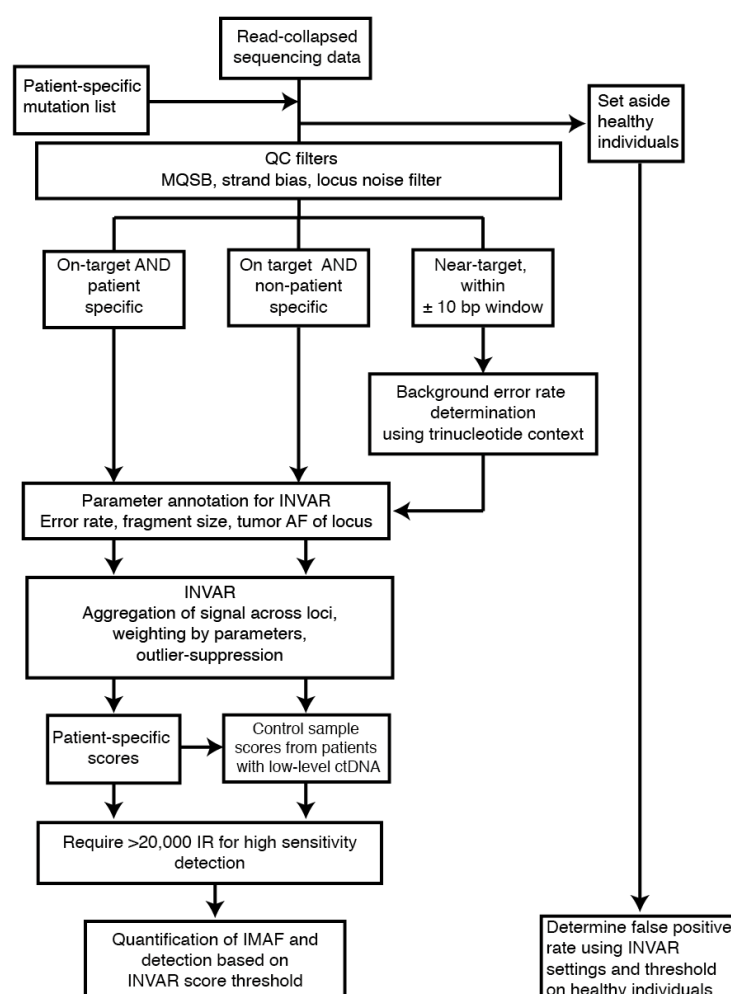 Read-collapsed
sequencing data
Patient-specific
mutation list
Set aside
healthy
individuals
QC filters
MQSB, strand bias, locus noise filter
On-target AND
patient
specific
On target AND
non-patient
specific
Near-target,
within
± 10 bp window
Background error rate
determination
using trinucleotide context
Parameter annotation for INVAR
Error rate, fragment size, tumor AF of locus
INVAR
Aggregation of signal across loci,
weighting by parameters,
outlier-suppression
Patient-specific
scores
Control sample
scores from patients
with low-level ctDNA
Require >20,000 IR for high sensitivity
detection
Quantification of IMAF and
detection based on
INVAR score threshold
Determine false positive
rate using INVAR
settings and threshold
on healthy individuals